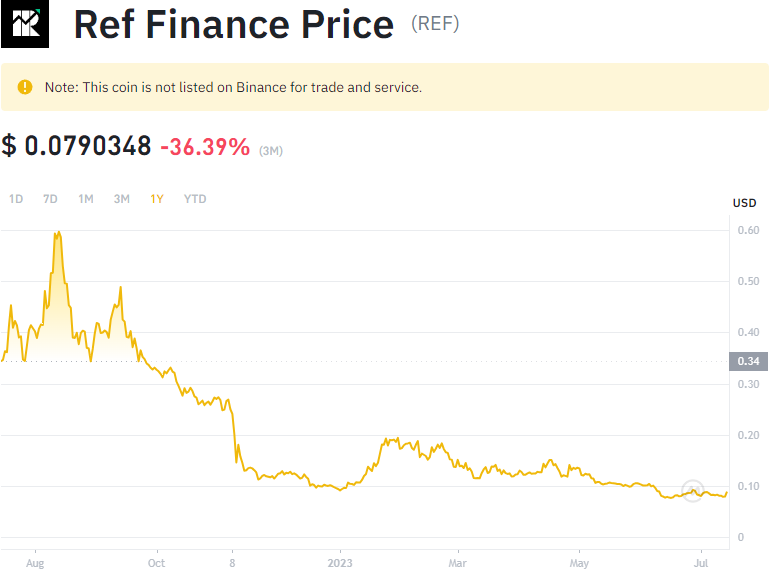 Ref Finance Price (REF)
Note: This coin is not listed on Binance for trade and service.
$ 0.0790348 -36.39% (3M)
1D 7D 1M 3M 1Y YTD
USD
0.60
0.50
0.40
0.34
0.30
0.20
0.10
0
Aug Oct 8 2023 Mar May Jul